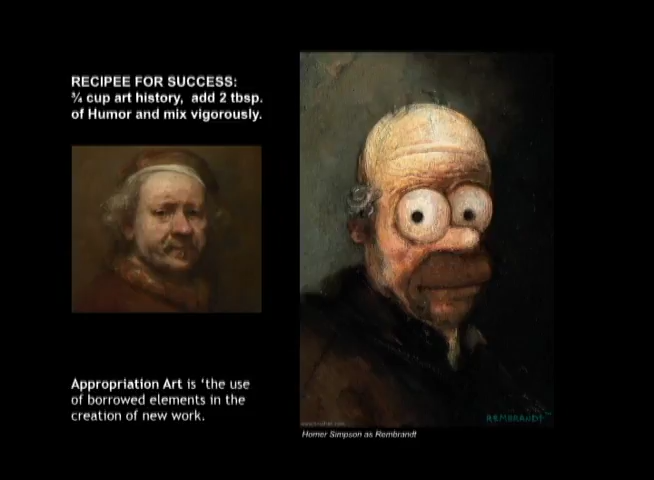 RECIPEE FOR SUCCESS:
¾ cup art history, add 2 tbsp.
of Humor and mix vigorously.
Appropriation Art is ‘the use
of borrowed elements in the
creation of new work.
REMBRANDT
Homer Simpson as Rembrandt